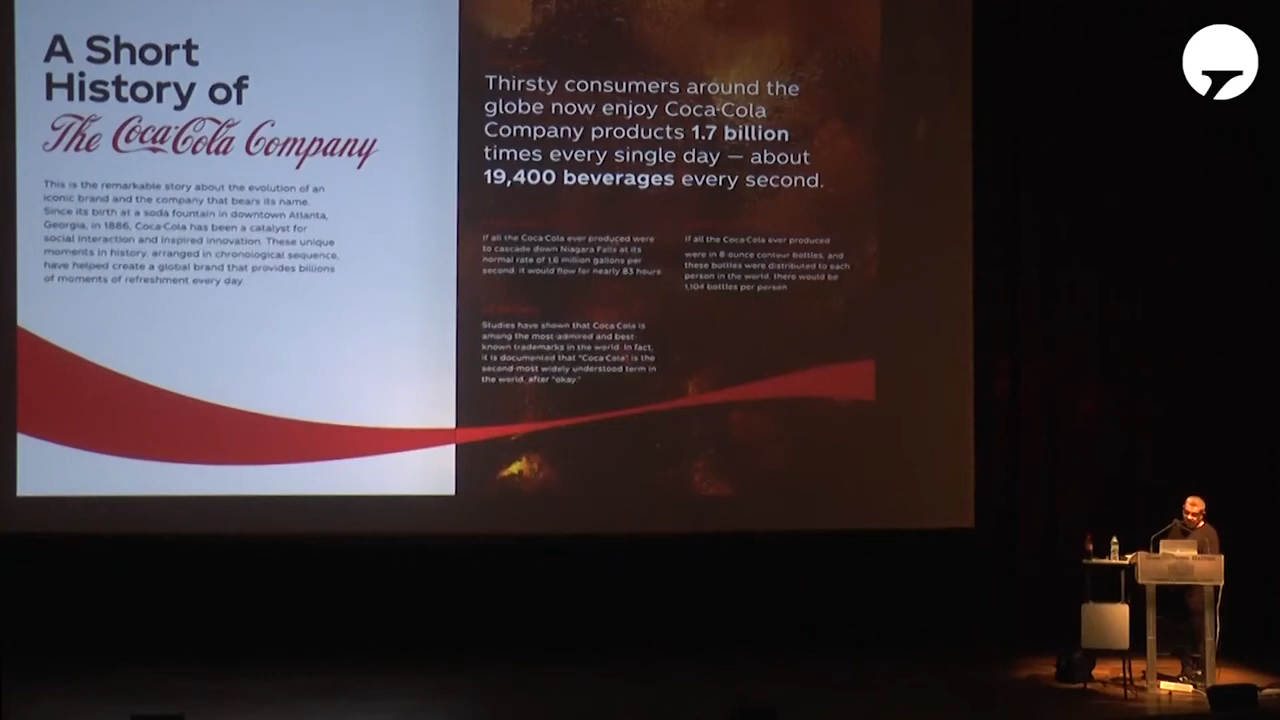 A Short
History of
The Coca-Cola Company
This is the remarkable story about the evolution of an
iconic brand and the company that bears its name.
Since its birth at a soda fountain in downtown Atlanta,
Georgia, in 1886, Coca-Cola has been a catalyst for
social interaction and inspired innovation. These unique
moments in history, arranged in chronological sequence,
have helped create a global brand that provides billions
of moments of refreshment every day.
Thirsty consumers around the
globe now enjoy Coca-Cola
Company products 1.7 billion
times every single day — about
19,400 beverages every second.
If all the Coca-Cola ever produced were
to cascade down Niagara Falls at its
normal rate of 1.6 million gallons per
second, it would flow for nearly 83 hours
If all the Coca-Cola ever produced
were in 8-ounce contour bottles, and
these bottles were distributed to each
person in the world, there would be
1,104 bottles per person
Studies have shown that Coca-Cola is
among the most-admired and best-
known trademarks in the world. In fact,
it is documented that "Coca-Cola" is the
second-most widely understood term in
the world, after "okay."